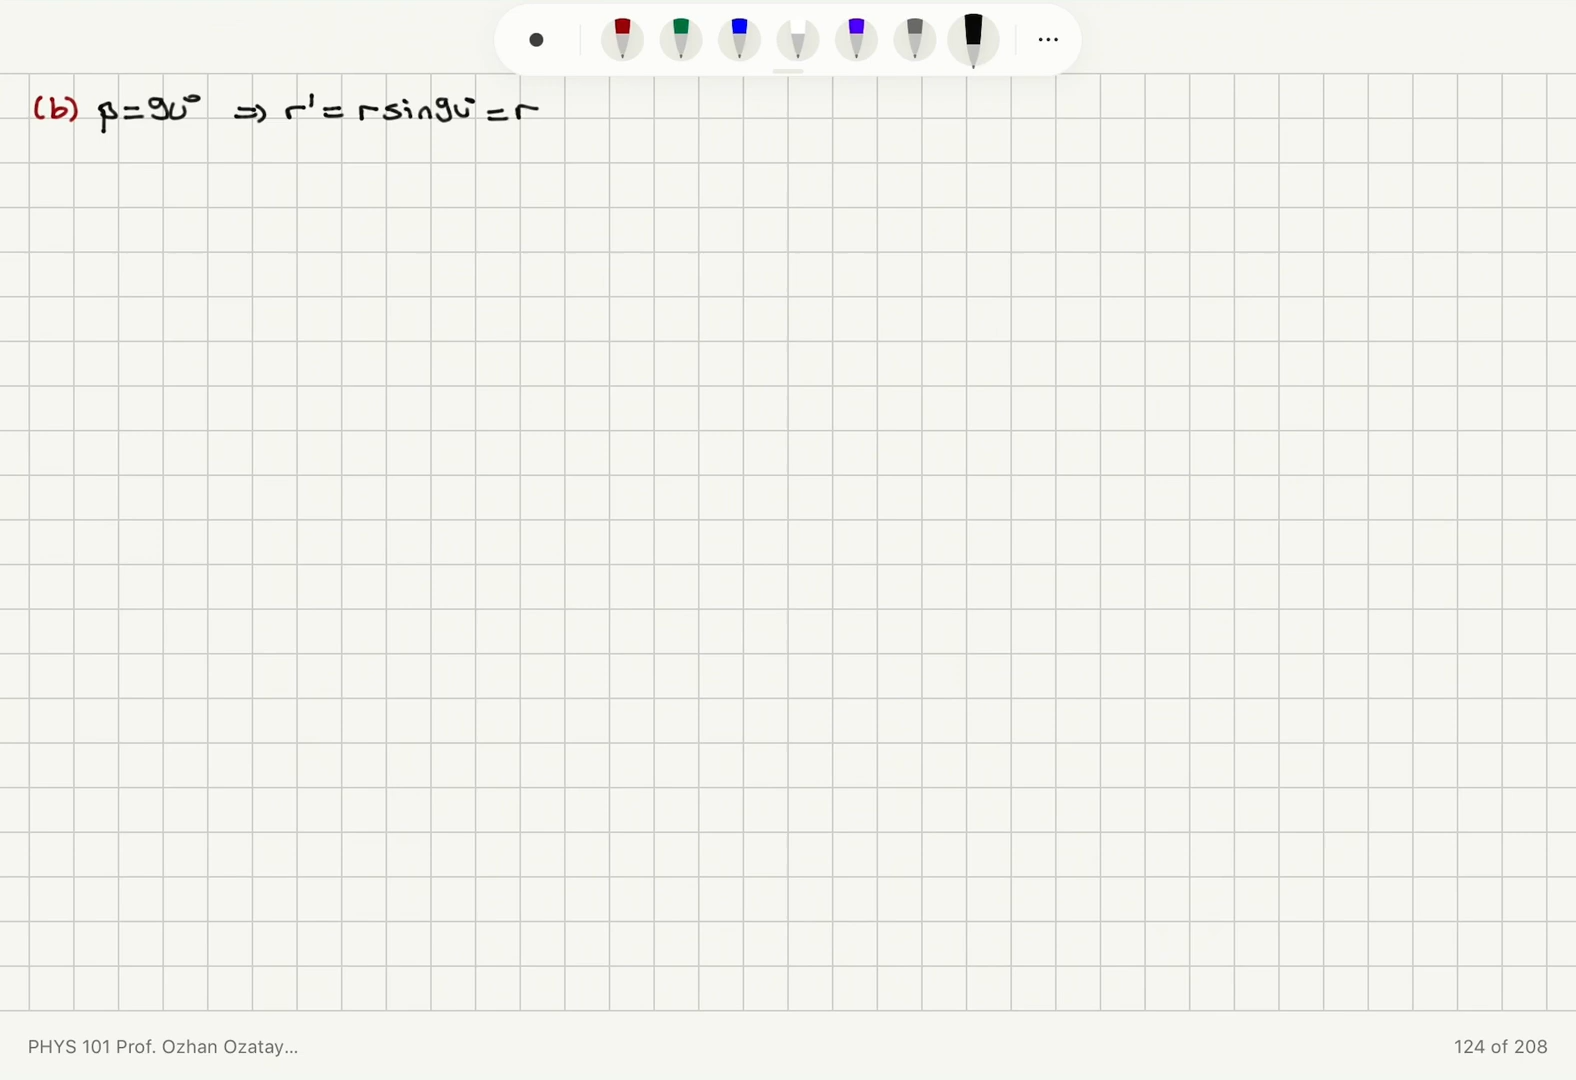 (b) β=90° ⇒ r' = r sin90° = r
PHYS 101 Prof. Ozhan Ozatay...
124 of 208